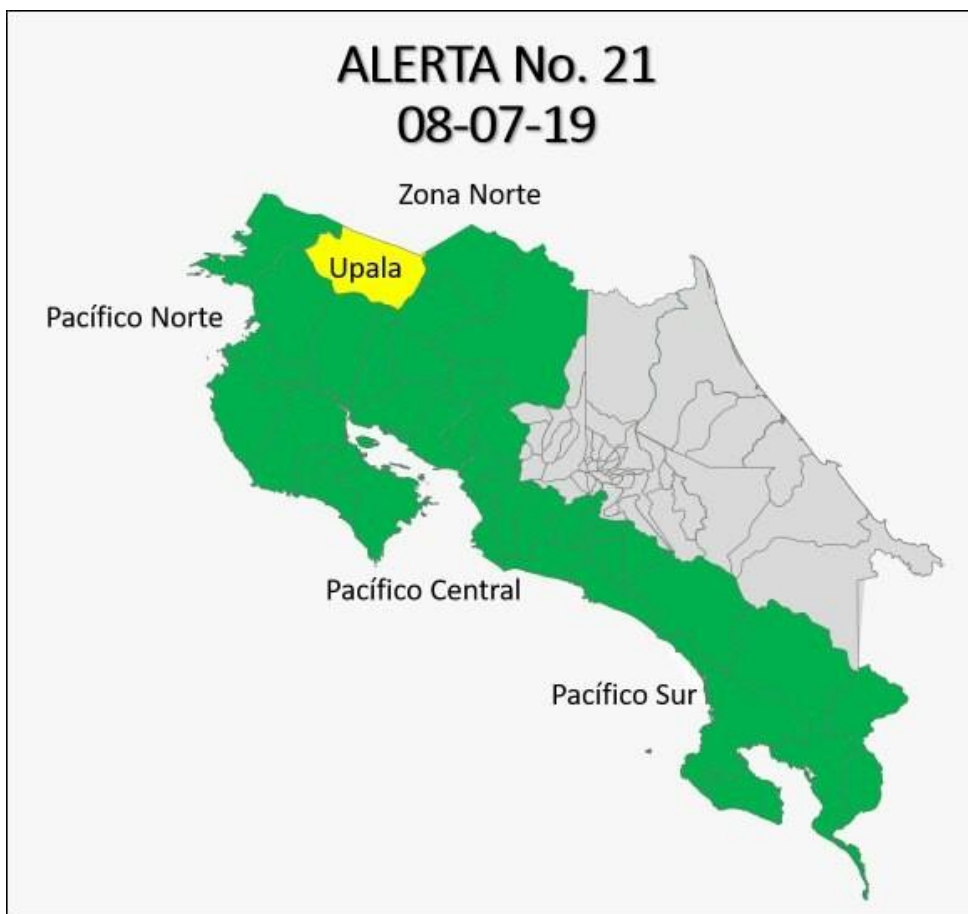 ALERTA No. 21
08-07-19
Zona Norte
Upala
Pacífico Norte
Pacífico Central
Pacífico Sur